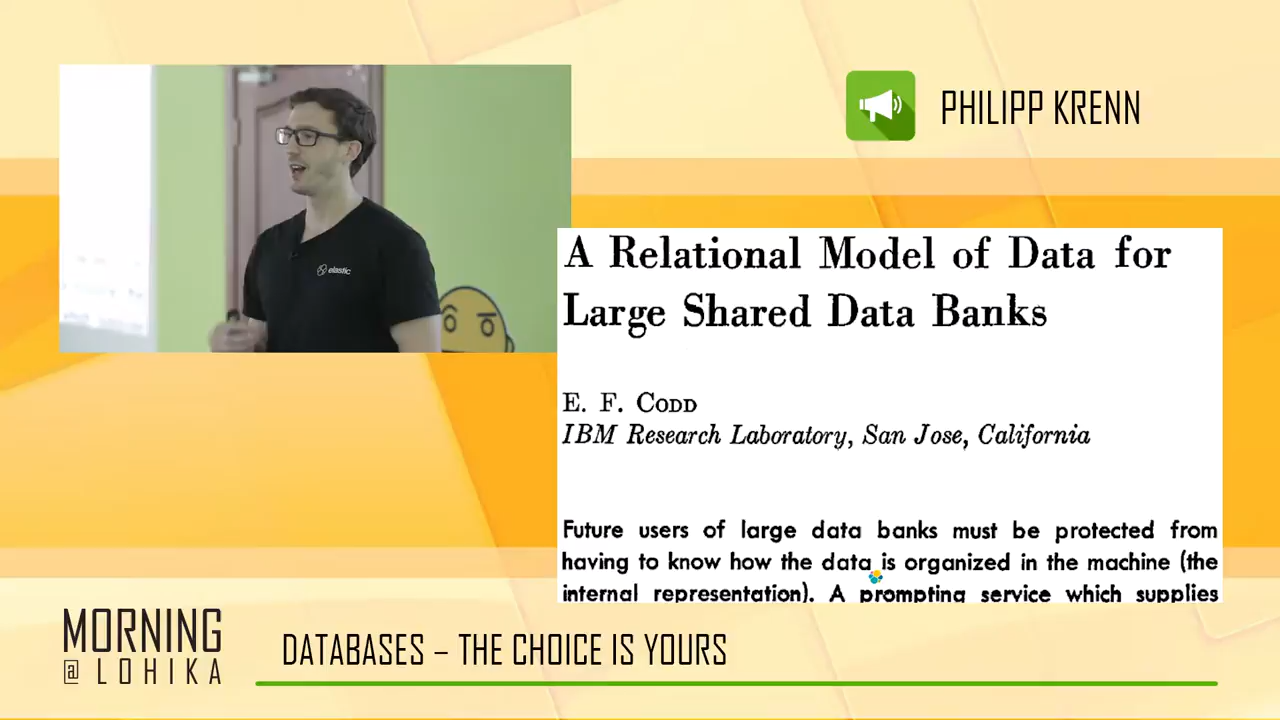 PHILIPP KRENN
elastic
A Relational Model of Data for
Large Shared Data Banks
E. F. CODD
IBM Research Laboratory, San Jose, California
Future users of large data banks must be protected from
having to know how the data is organized in the machine (the
internal representation). A prompting service which supplies
MORNING
@ LOHIKA
DATABASES – THE CHOICE IS YOURS